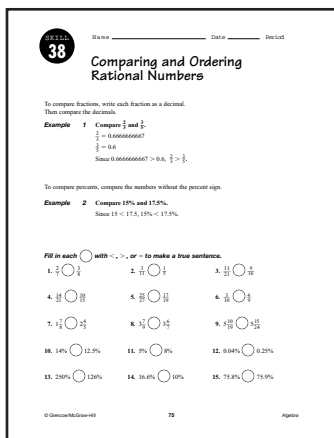 SKILL
38
Name Date Period
Comparing and Ordering
Rational Numbers
To compare fractions, write each fraction as a decimal.
Then compare the decimals.
Example 1 Compare 2/3 and 3/5.
2/3 = 0.6666666667
3/5 = 0.6
Since 0.6666666667 > 0.6, 2/3 > 3/5.
To compare percents, compare the numbers without the percent sign.
Example 2 Compare 15% and 17.5%.
Since 15 < 17.5, 15% < 17.5%.
Fill in each with <, >, or = to make a true sentence.
1. 2/7 3/8 2. 3/11 1/5 3. 11/21 9/16
4. 14/23 10/15 5. 25/27 17/19 6. 3/10 4/9
7. 1 7/8 2 4/5 8. 3 7/9 3 6/7 9. 5 10/19 5 15/24
10. 14% 12.5% 11. 5% 8% 12. 0.04% 0.25%
13. 250% 126% 14. 16.6% 10% 15. 75.8% 75.9%
© Glencoe/McGraw-Hill 75 Algebra